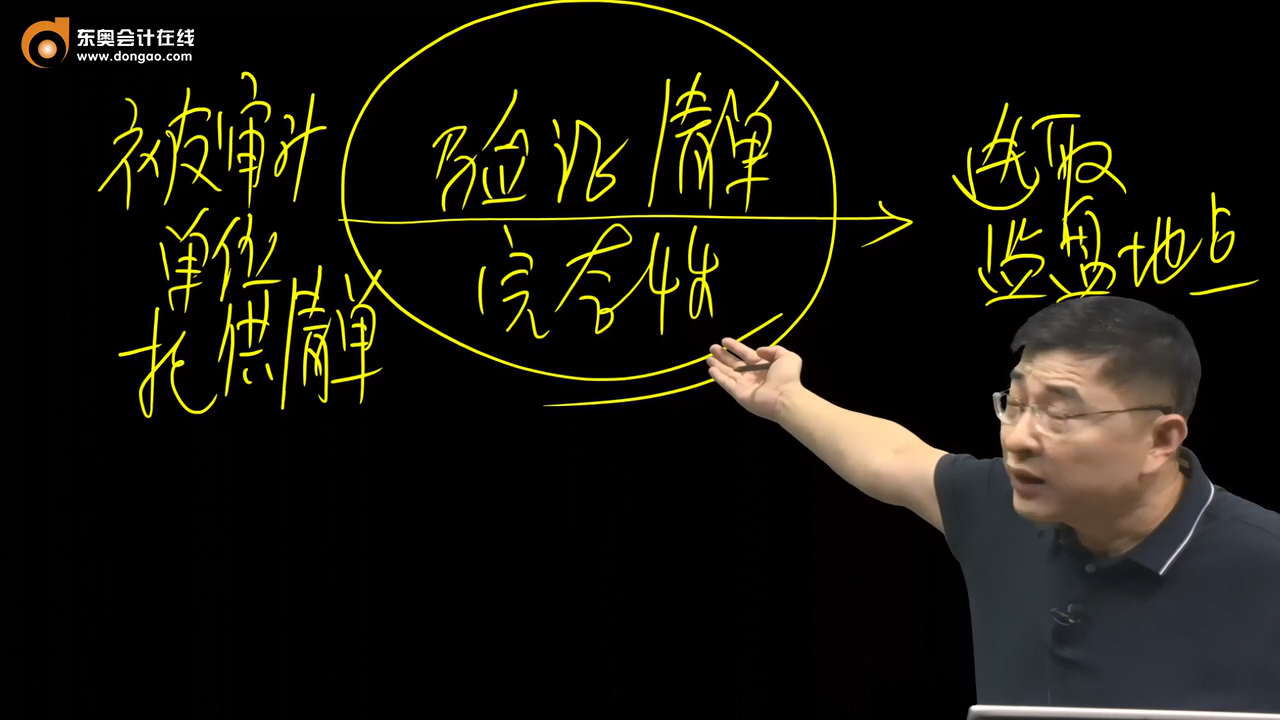 东奥会计在线
www.dongao.com
被审计
单位
提供清单
验证清单
完备性
选取
监盘地点